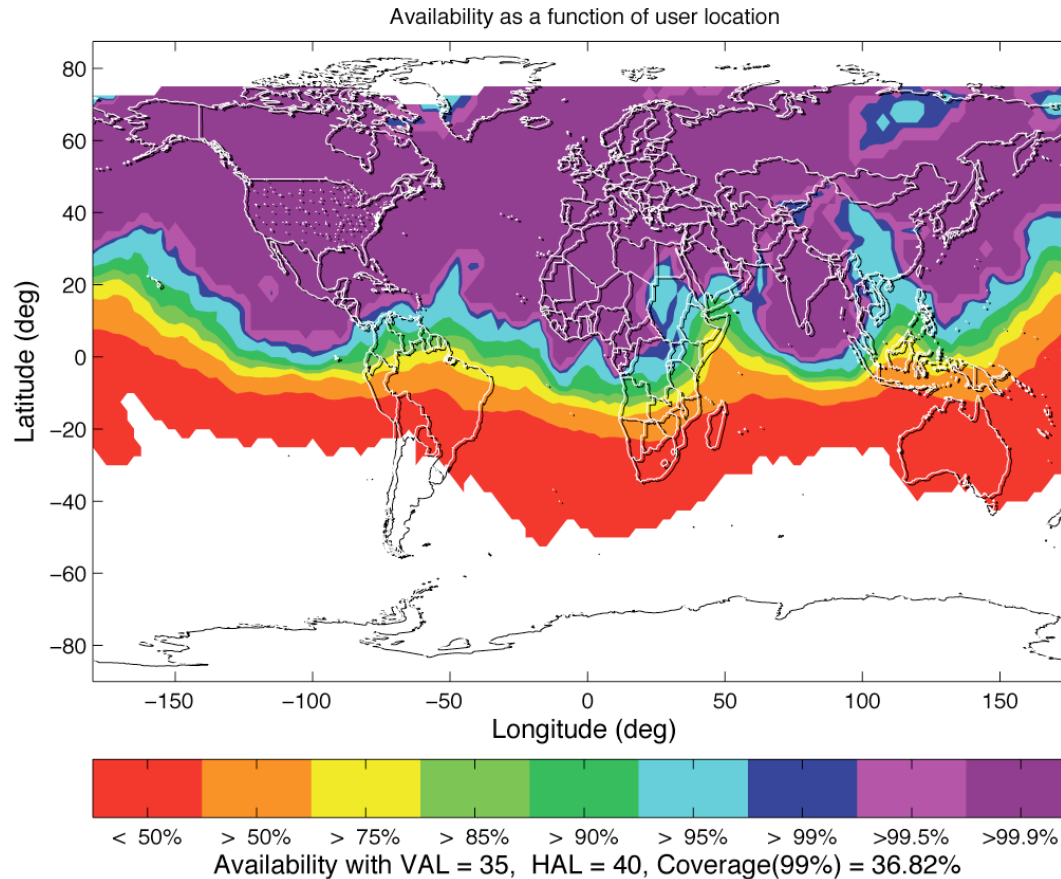 Availability as a function of user location
80
60
40
20
0
−20
−40
−60
−80
Latitude (deg)
−150 −100 −50 0 50 100 150
Longitude (deg)
< 50% > 50% > 75% > 85% > 90% > 95% > 99% >99.5% >99.9%
Availability with VAL = 35, HAL = 40, Coverage(99%) = 36.82%